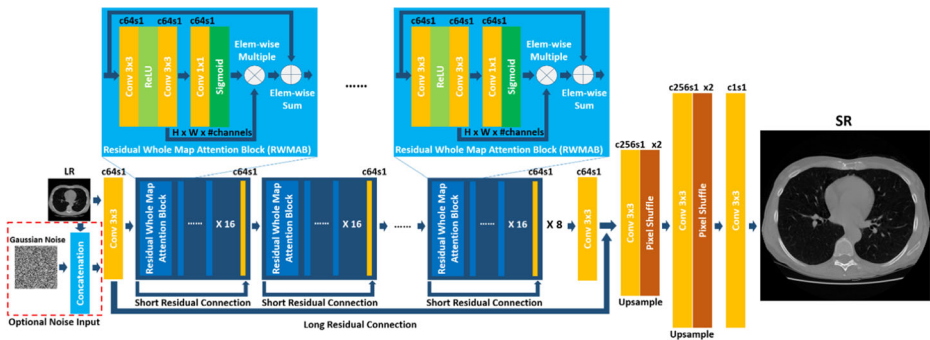 c64s1
c64s1 c64s1
Conv 3x3
ReLU
Conv 3x3
Conv 1x1
Sigmoid
Elem-wise
Multiple
Elem-wise
Sum
H x W x #channels
Residual Whole Map Attention Block (RWMAB)
......
c64s1
c64s1 c64s1
Conv 3x3
ReLU
Conv 3x3
Conv 1x1
Sigmoid
Elem-wise
Multiple
Elem-wise
Sum
H x W x #channels
Residual Whole Map Attention Block (RWMAB)
LR
Gaussian Noise
Concatenation
Optional Noise Input
c64s1
Conv 3x3
Residual Whole Map
Attention Block
......
X 16
c64s1
Short Residual Connection
Residual Whole Map
Attention Block
......
X 16
c64s1
Short Residual Connection
......
Residual Whole Map
Attention Block
......
X 16
c64s1
Short Residual Connection
X 8
c64s1
Conv 3x3
Long Residual Connection
c256s1 x2
Conv 3x3
Pixel Shuffle
Upsample
c256s1 x2
Conv 3x3
Pixel Shuffle
Upsample
c1s1
Conv 3x3
SR